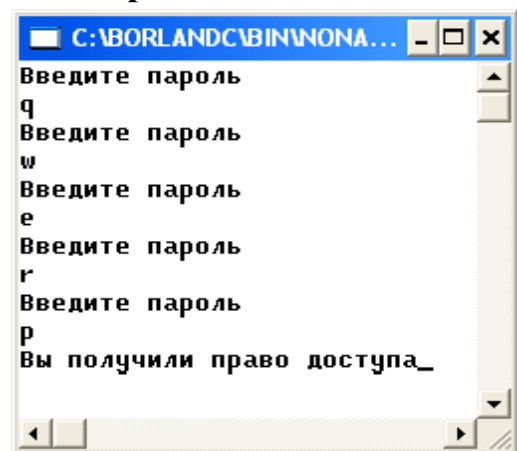 C:\BORLANDC\BIN\NONA...
Введите пароль
q
Введите пароль
w
Введите пароль
e
Введите пароль
r
Введите пароль
p
Вы получили право доступа_